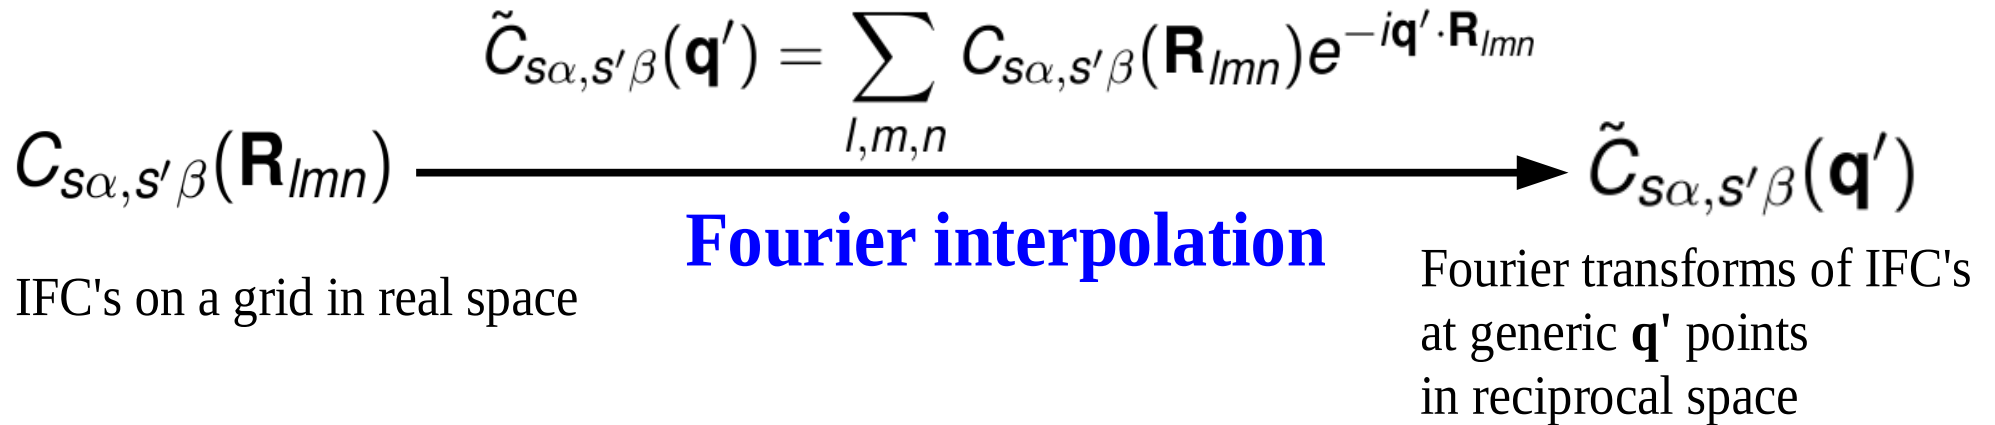 C̃sα,s′β(q′) = ∑ Csα,s′β(Rlmn)e−iq′·Rlmn
l,m,n
Csα,s′β(Rlmn)
C̃sα,s′β(q′)
Fourier interpolation
IFC's on a grid in real space
Fourier transforms of IFC's
at generic q' points
in reciprocal space